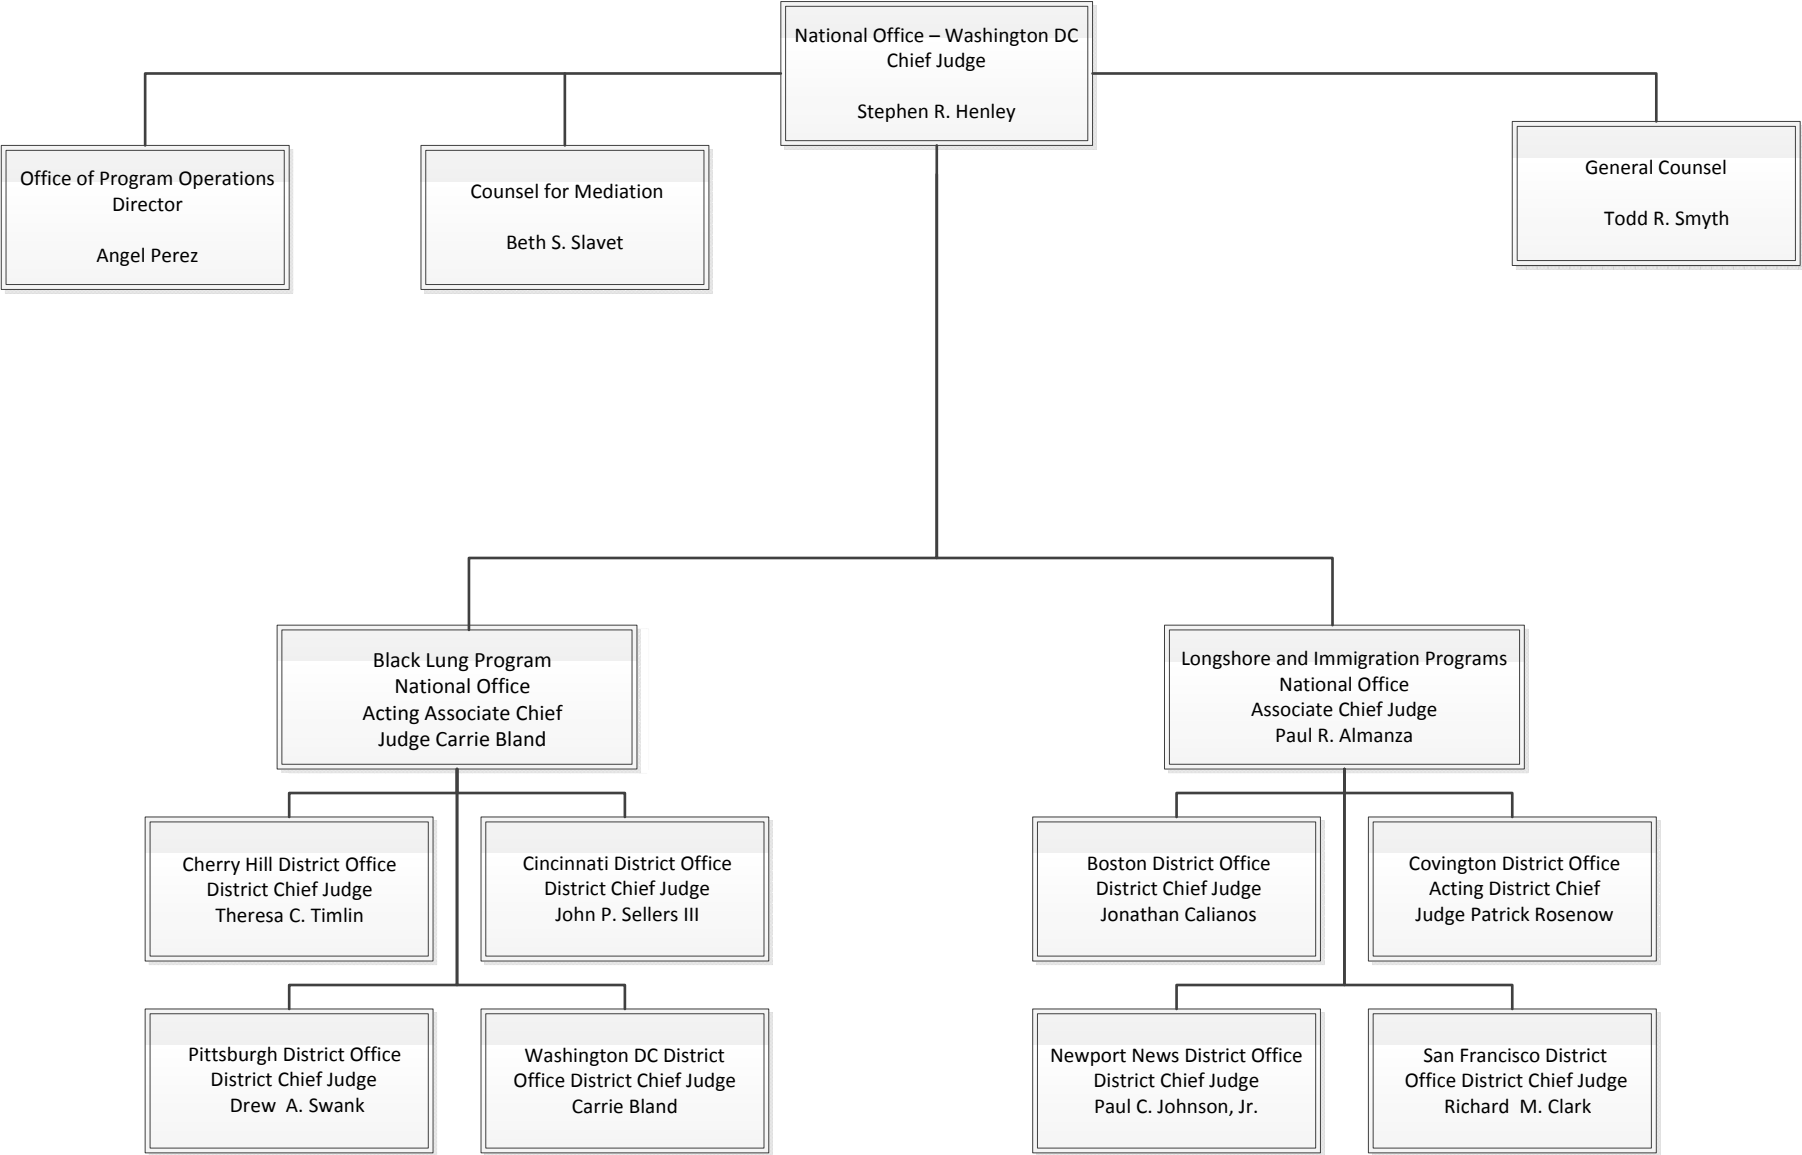 National Office – Washington DC
Chief Judge
Stephen R. Henley
Office of Program Operations
Director
Angel Perez
Counsel for Mediation
Beth S. Slavet
General Counsel
Todd R. Smyth
Black Lung Program
National Office
Acting Associate Chief
Judge Carrie Bland
Longshore and Immigration Programs
National Office
Associate Chief Judge
Paul R. Almanza
Cherry Hill District Office
District Chief Judge
Theresa C. Timlin
Cincinnati District Office
District Chief Judge
John P. Sellers III
Boston District Office
District Chief Judge
Jonathan Calianos
Covington District Office
Acting District Chief
Judge Patrick Rosenow
Pittsburgh District Office
District Chief Judge
Drew A. Swank
Washington DC District
Office District Chief Judge
Carrie Bland
Newport News District Office
District Chief Judge
Paul C. Johnson, Jr.
San Francisco District
Office District Chief Judge
Richard M. Clark